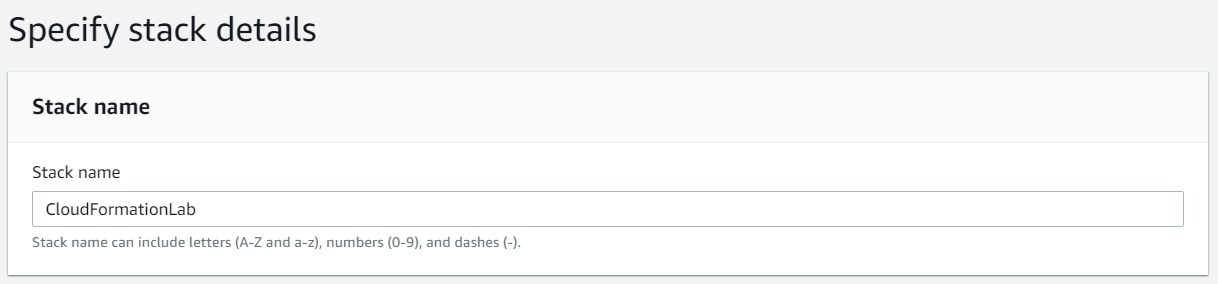 Specify stack details
Stack name
Stack name
CloudFormationLab
Stack name can include letters (A-Z and a-z), numbers (0-9), and dashes (-).